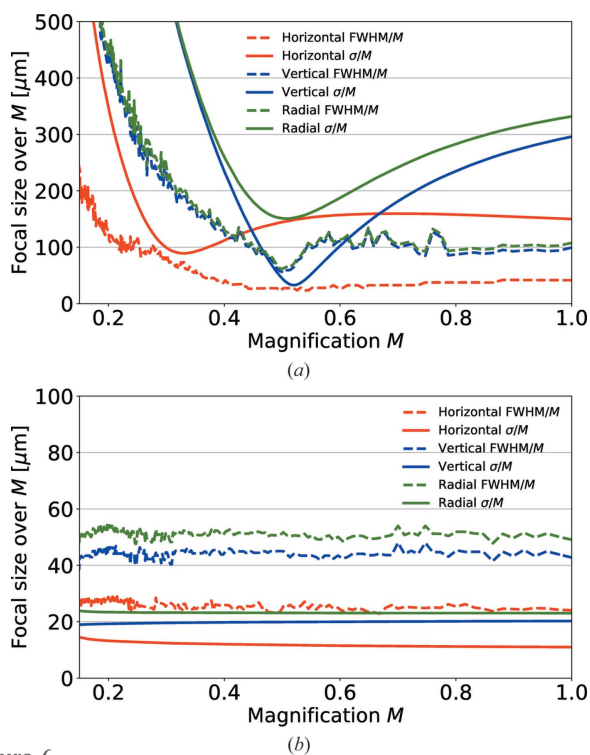 500
400
300
200
100
0
Focal size over M [μm]
Horizontal FWHM/M
Horizontal σ/M
Vertical FWHM/M
Vertical σ/M
Radial FWHM/M
Radial σ/M
0.2 0.4 0.6 0.8 1.0
Magnification M
(a)
100
80
60
40
20
0
Focal size over M [μm]
Horizontal FWHM/M
Horizontal σ/M
Vertical FWHM/M
Vertical σ/M
Radial FWHM/M
Radial σ/M
0.2 0.4 0.6 0.8 1.0
Magnification M
(b)